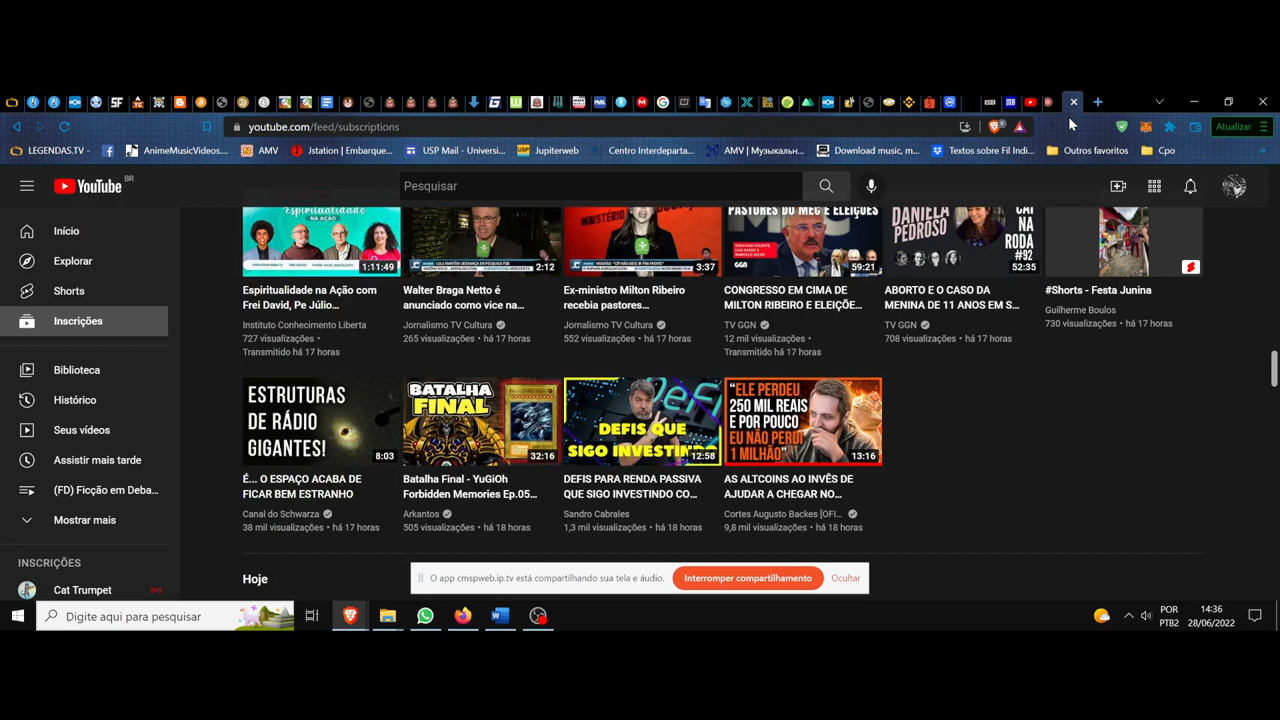 youtube.com/feed/subscriptions
Atualizar
LEGENDAS.TV -
AnimeMusicVideos...
AMV
Jstation | Embarque...
USP Mail - Universi...
Jupiterweb
Centro Interdeparta...
AMV | Музыкальн...
Download music, m...
Textos sobre Fil Indi...
Outros favoritos
Cpo
YouTube BR
Pesquisar
Início
Explorar
Shorts
Inscrições
Biblioteca
Histórico
Seus vídeos
Assistir mais tarde
(FD) Ficção em Deba...
Mostrar mais
INSCRIÇÕES
Cat Trumpet
Espiritualidade
NA AÇÃO
1:11:49
Espiritualidade na Ação com
Frei David, Pe Júlio...
Instituto Conhecimento Liberta
727 visualizações •
Transmitido há 17 horas
2:12
Walter Braga Netto é
anunciado como vice na...
Jornalismo TV Cultura
265 visualizações • há 17 horas
MINISTÉRIO
3:37
Ex-ministro Milton Ribeiro
recebia pastores...
Jornalismo TV Cultura
552 visualizações • há 17 horas
PASTORES DO MEC E ELEIÇÕES
GGN
59:21
CONGRESSO EM CIMA DE
MILTON RIBEIRO E ELEIÇÕE...
TV GGN
12 mil visualizações •
Transmitido há 17 horas
DANIELA
PEDROSO
CAI
NA RODA
#92
52:35
ABORTO E O CASO DA
MENINA DE 11 ANOS EM S...
TV GGN
708 visualizações • há 17 horas
#Shorts - Festa Junina
Guilherme Boulos
730 visualizações • há 17 horas
ESTRUTURAS
DE RÁDIO
GIGANTES!
8:03
É... O ESPAÇO ACABA DE
FICAR BEM ESTRANHO
Canal do Schwarza
38 mil visualizações • há 17 horas
BATALHA
FINAL
32:16
Batalha Final - YuGiOh
Forbidden Memories Ep.05...
Arkantos
505 visualizações • há 18 horas
DeFi
DEFIS QUE
SIGO INVESTINDO
12:58
DEFIS PARA RENDA PASSIVA
QUE SIGO INVESTINDO CO...
Sandro Cabrales
1,3 mil visualizações • há 18 horas
“ELE PERDEU
250 MIL REAIS
E POR POUCO
EU NÃO PERDI
1 MILHÃO”
13:16
AS ALTCOINS AO INVÉS DE
AJUDAR A CHEGAR NO...
Cortes Augusto Backes [OFI...
9,8 mil visualizações • há 18 horas
Hoje
O app cmspweb.ip.tv está compartilhando sua tela e áudio.
Interromper compartilhamento
Ocultar
Digite aqui para pesquisar
POR
PTB2
14:36
28/06/2022